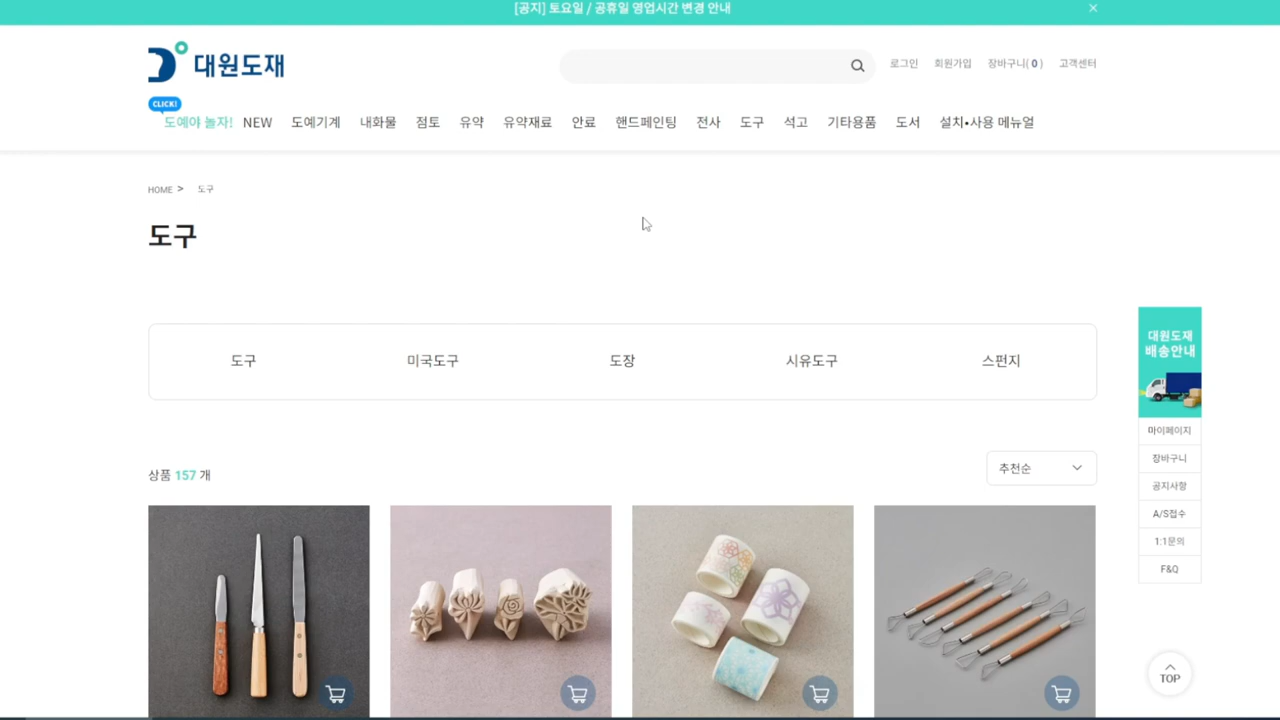 [공지] 토요일 / 공휴일 영업시간 변경 안내
대원도재
로그인 회원가입 장바구니( 0 ) 고객센터
CLICK!
도예야 놀자! NEW 도예기계 내화물 점토 유약 유약재료 안료 핸드페인팅 전사 도구 석고 기타용품 도서 설치•사용 메뉴얼
HOME > 도구
도구
도구 미국도구 도장 시유도구 스펀지
상품 157 개
추천순
대원도재
배송안내
마이페이지
장바구니
공지사항
A/S접수
1:1문의
F&Q
TOP